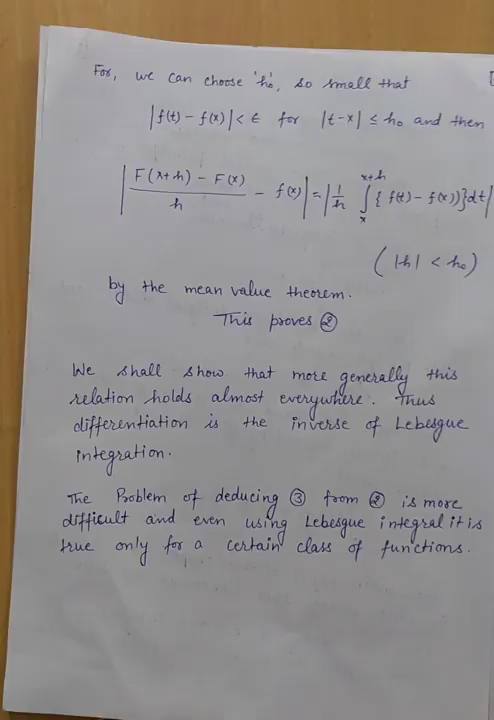 For, we can choose 'h₀', so small that [
|f(t) - f(x)| < ε for |t-x| ≤ h₀ and then
| F(x+h) - F(x) / h - f(x) | = | 1/h ∫ₓˣ⁺ʰ { f(t) - f(x))} dt |
( |h| < h₀ )
by the mean value theorem.
This proves ②
We shall show that more generally this
relation holds almost everywhere. Thus
differentiation is the inverse of Lebesgue
integration.
The Problem of deducing ③ from ② is more
difficult and even using Lebesgue integral it is
true only for a certain class of functions.